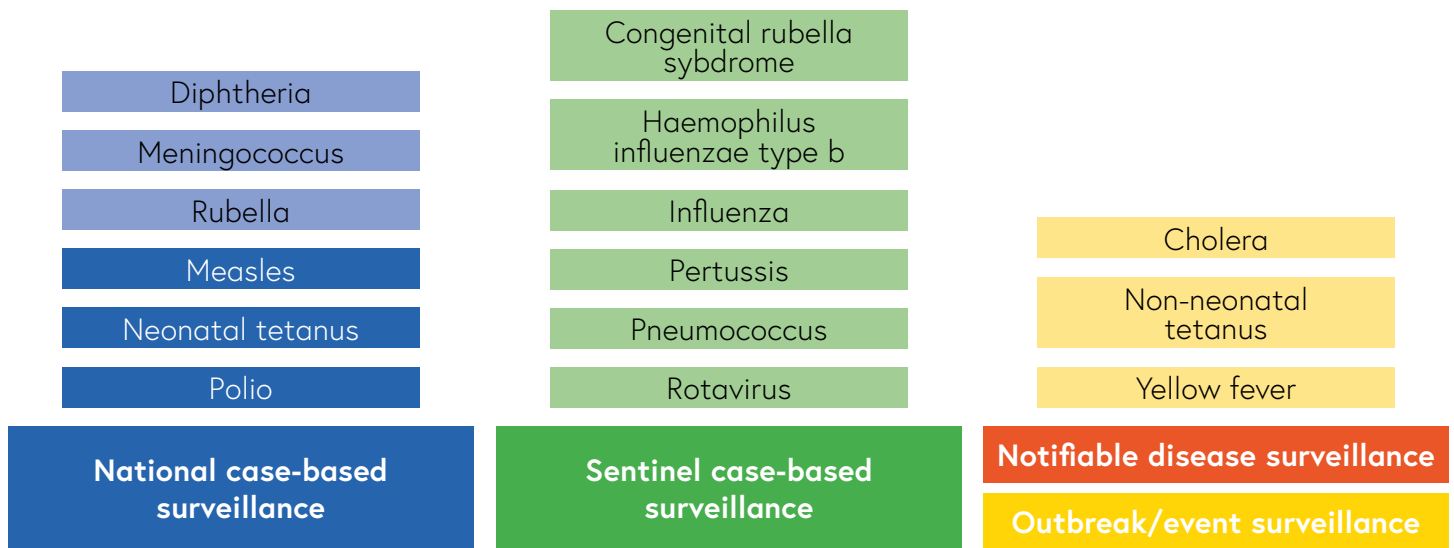 Diphtheria
Meningococcus
Rubella
Measles
Neonatal tetanus
Polio
National case-based
surveillance
Congenital rubella
sybdrome
Haemophilus
influenzae type b
Influenza
Pertussis
Pneumococcus
Rotavirus
Sentinel case-based
surveillance
Cholera
Non-neonatal
tetanus
Yellow fever
Notifiable disease surveillance
Outbreak/event surveillance